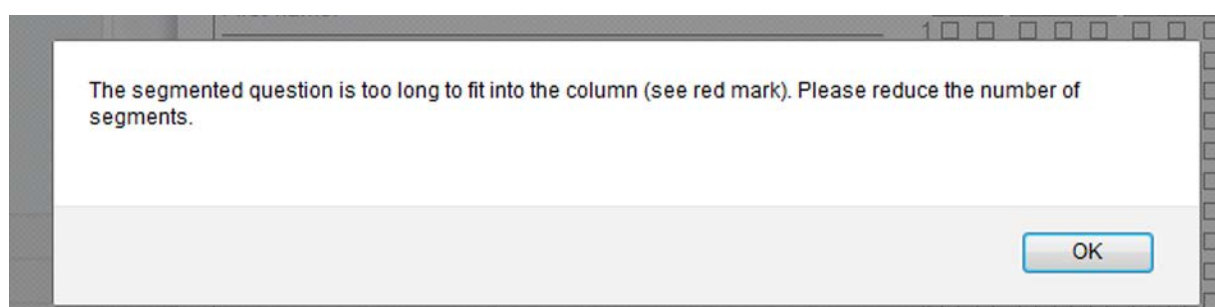 1
The segmented question is too long to fit into the column (see red mark). Please reduce the number of
segments.
OK